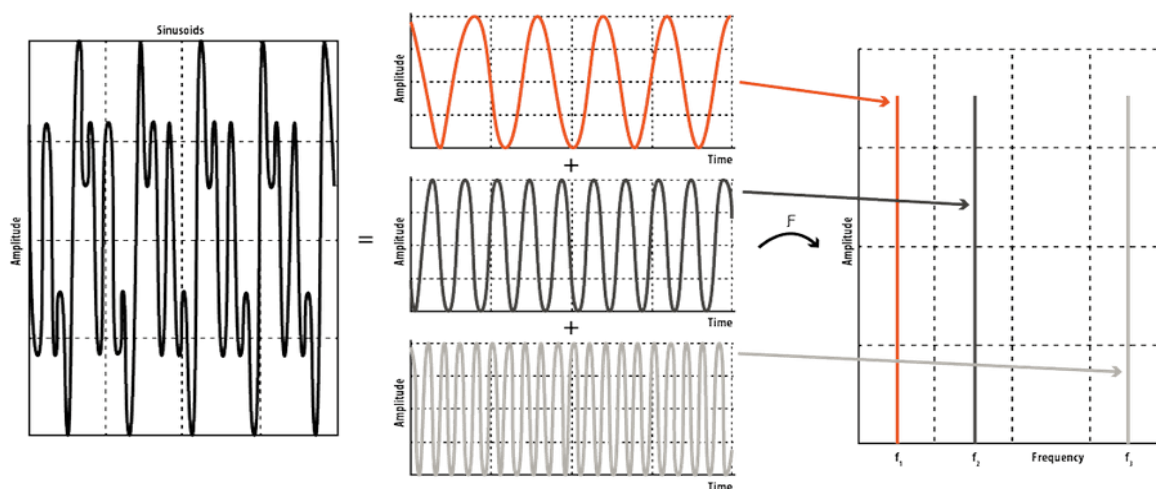 Sinusoids
Amplitude
=
Amplitude
Time
+
Amplitude
Time
+
Amplitude
Time
F
Amplitude
f₁
f₂
Frequency
f₃